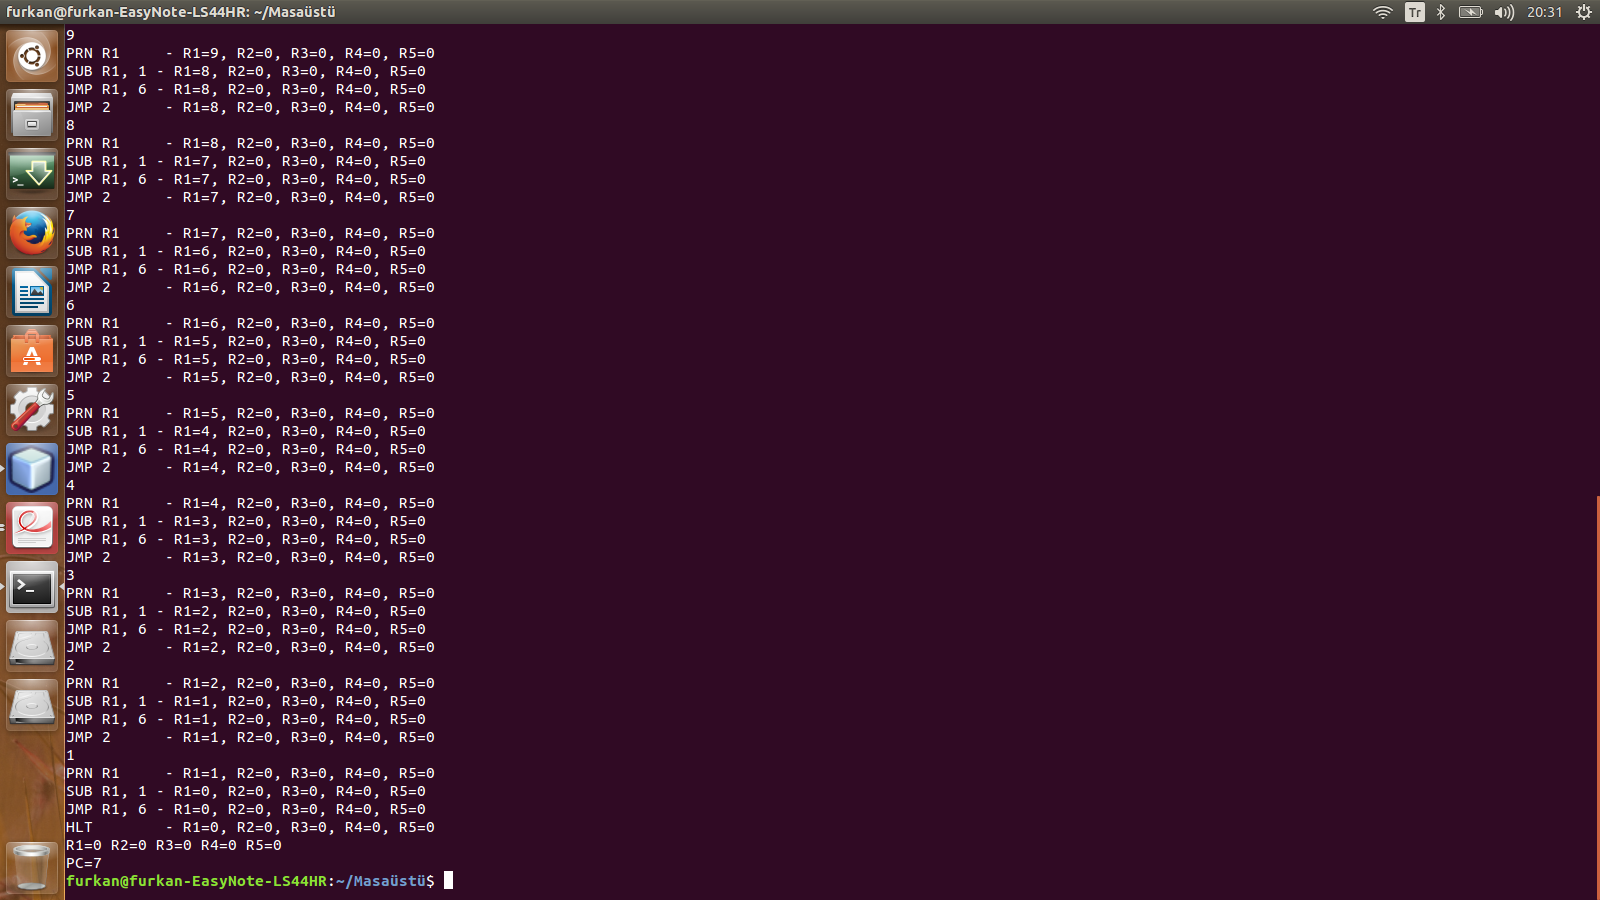 furkan@furkan-EasyNote-LS44HR: ~/Masaüstü
Tr
20:31
9
PRN R1     - R1=9, R2=0, R3=0, R4=0, R5=0
SUB R1, 1 - R1=8, R2=0, R3=0, R4=0, R5=0
JMP R1, 6 - R1=8, R2=0, R3=0, R4=0, R5=0
JMP 2      - R1=8, R2=0, R3=0, R4=0, R5=0
8
PRN R1     - R1=8, R2=0, R3=0, R4=0, R5=0
SUB R1, 1 - R1=7, R2=0, R3=0, R4=0, R5=0
JMP R1, 6 - R1=7, R2=0, R3=0, R4=0, R5=0
JMP 2      - R1=7, R2=0, R3=0, R4=0, R5=0
7
PRN R1     - R1=7, R2=0, R3=0, R4=0, R5=0
SUB R1, 1 - R1=6, R2=0, R3=0, R4=0, R5=0
JMP R1, 6 - R1=6, R2=0, R3=0, R4=0, R5=0
JMP 2      - R1=6, R2=0, R3=0, R4=0, R5=0
6
PRN R1     - R1=6, R2=0, R3=0, R4=0, R5=0
SUB R1, 1 - R1=5, R2=0, R3=0, R4=0, R5=0
JMP R1, 6 - R1=5, R2=0, R3=0, R4=0, R5=0
JMP 2      - R1=5, R2=0, R3=0, R4=0, R5=0
5
PRN R1     - R1=5, R2=0, R3=0, R4=0, R5=0
SUB R1, 1 - R1=4, R2=0, R3=0, R4=0, R5=0
JMP R1, 6 - R1=4, R2=0, R3=0, R4=0, R5=0
JMP 2      - R1=4, R2=0, R3=0, R4=0, R5=0
4
PRN R1     - R1=4, R2=0, R3=0, R4=0, R5=0
SUB R1, 1 - R1=3, R2=0, R3=0, R4=0, R5=0
JMP R1, 6 - R1=3, R2=0, R3=0, R4=0, R5=0
JMP 2      - R1=3, R2=0, R3=0, R4=0, R5=0
3
PRN R1     - R1=3, R2=0, R3=0, R4=0, R5=0
SUB R1, 1 - R1=2, R2=0, R3=0, R4=0, R5=0
JMP R1, 6 - R1=2, R2=0, R3=0, R4=0, R5=0
JMP 2      - R1=2, R2=0, R3=0, R4=0, R5=0
2
PRN R1     - R1=2, R2=0, R3=0, R4=0, R5=0
SUB R1, 1 - R1=1, R2=0, R3=0, R4=0, R5=0
JMP R1, 6 - R1=1, R2=0, R3=0, R4=0, R5=0
JMP 2      - R1=1, R2=0, R3=0, R4=0, R5=0
1
PRN R1     - R1=1, R2=0, R3=0, R4=0, R5=0
SUB R1, 1 - R1=0, R2=0, R3=0, R4=0, R5=0
JMP R1, 6 - R1=0, R2=0, R3=0, R4=0, R5=0
HLT        - R1=0, R2=0, R3=0, R4=0, R5=0
R1=0 R2=0 R3=0 R4=0 R5=0
PC=7
furkan@furkan-EasyNote-LS44HR:~/Masaüstü$